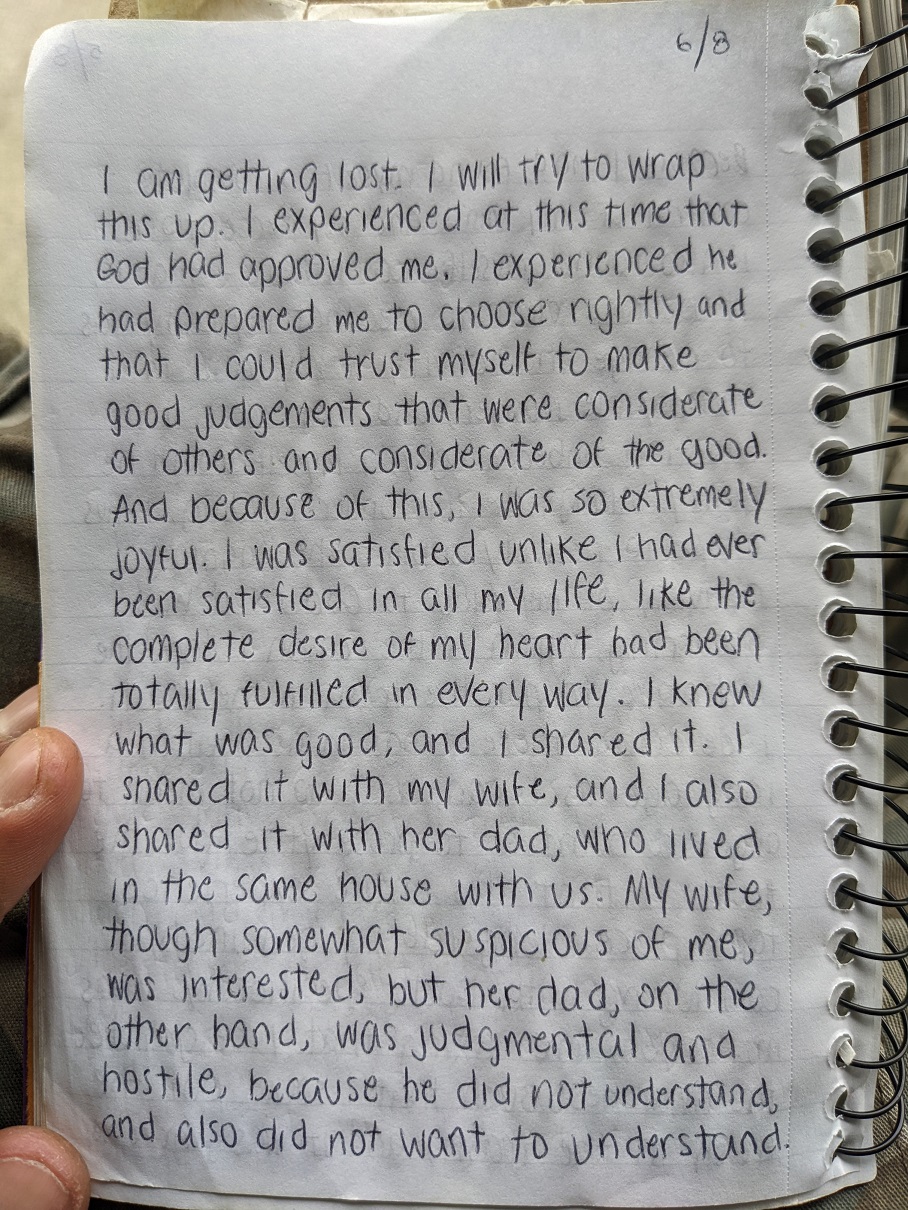 6/8
I am getting lost. I will try to wrap
this up. I experienced at this time that
God had approved me. I experienced he
had prepared me to choose rightly and
that I could trust myself to make
good judgements that were considerate
of others and considerate of the good.
And because of this, I was so extremely
joyful. I was satisfied unlike I had ever
been satisfied in all my life, like the
complete desire of my heart had been
totally fulfilled in every way. I knew
what was good, and I shared it. I
shared it with my wife, and I also
shared it with her dad, who lived
in the same house with us. My wife,
though somewhat suspicious of me,
was interested, but her dad, on the
other hand, was judgmental and
hostile, because he did not understand,
and also did not want to understand.